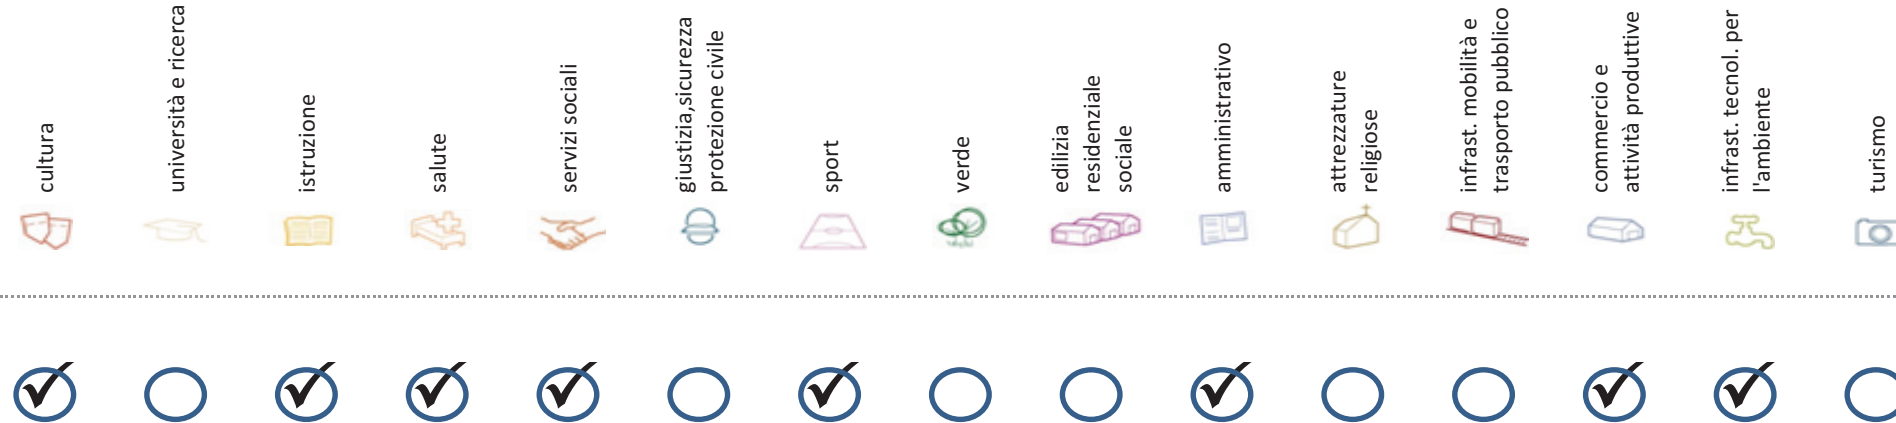 cultura
università e ricerca
istruzione
salute
servizi sociali
giustizia,sicurezza
protezione civile
sport
verde
edilizia
residenziale
sociale
amministrativo
attrezzature
religiose
infrast. mobilità e
trasporto pubblico
commercio e
attività produttive
infrast. tecnol. per
l'ambiente
turismo